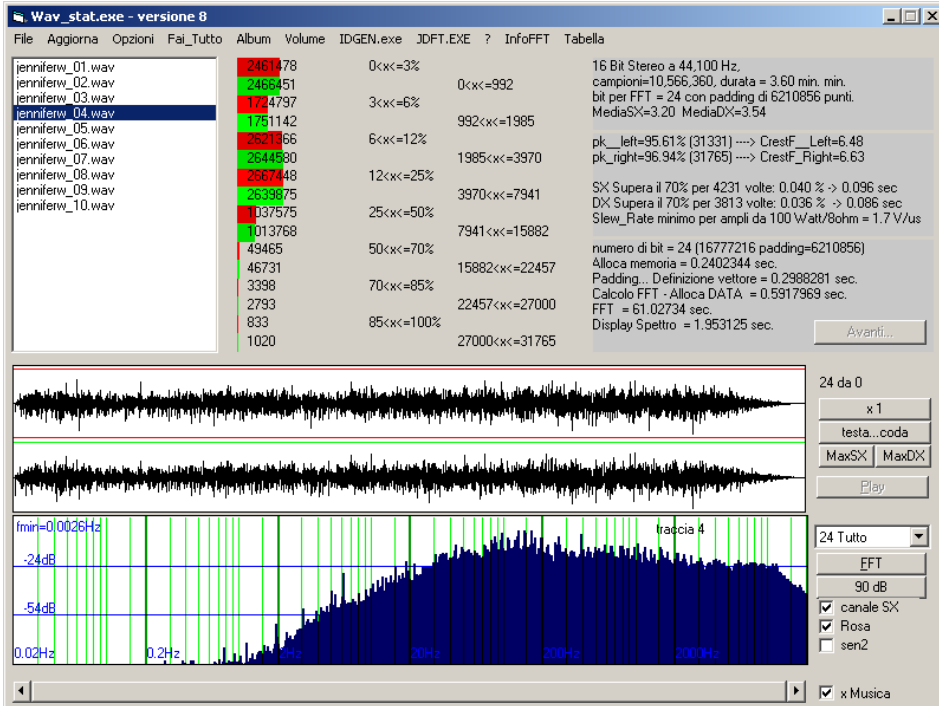 Wav_stat.exe - versione 8
File Aggiorna Opzioni Fai_Tutto Album Volume IDGEN.exe JDFT.EXE ? InfoFFT Tabella
jenniferw_01.wav
jenniferw_02.wav
jenniferw_03.wav
jenniferw_04.wav
jenniferw_05.wav
jenniferw_06.wav
jenniferw_07.wav
jenniferw_08.wav
jenniferw_09.wav
jenniferw_10.wav
2461478 0<x<=3%
2466451 0<x<=992
1724797 3<x<=6%
1751142 992<x<=1985
2621366 6<x<=12%
2644580 1985<x<=3970
2667448 12<x<=25%
2639875 3970<x<=7941
1037575 25<x<=50%
1013768 7941<x<=15882
49465 50<x<=70%
46731 15882<x<=22457
3398 70<x<=85%
2793 22457<x<=27000
833 85<x<=100%
1020 27000<x<=31765
16 Bit Stereo a 44,100 Hz,
campioni=10,566,360, durata = 3.60 min. min.
bit per FFT = 24 con padding di 6210856 punti.
MediaSX=3.20 MediaDX=3.54
pk__left=95.61% (31331) ----> CrestF__Left=6.48
pk_right=96.94% (31765) ----> CrestF_Right=6.63
SX Supera il 70% per 4231 volte: 0.040 % -> 0.096 sec
DX Supera il 70% per 3813 volte: 0.036 % -> 0.086 sec
Slew_Rate minimo per ampli da 100 Watt/8ohm = 1.7 V/us
numero di bit = 24 (16777216 padding=6210856)
Alloca memoria = 0.2402344 sec.
Padding... Definizione vettore = 0.2988281 sec.
Calcolo FFT - Alloca DATA = 0.5917969 sec.
FFT = 61.02734 sec.
Display Spettro = 1.953125 sec.
Avanti...
24 da 0
x 1
testa...coda
MaxSX MaxDX
Play
fmin=0.0026Hz
traccia 4
-24dB
-54dB
0.02Hz 0.2Hz 2Hz 20Hz 200Hz 2000Hz
24 Tutto
FFT
90 dB
canale SX
Rosa
sen2
x Musica